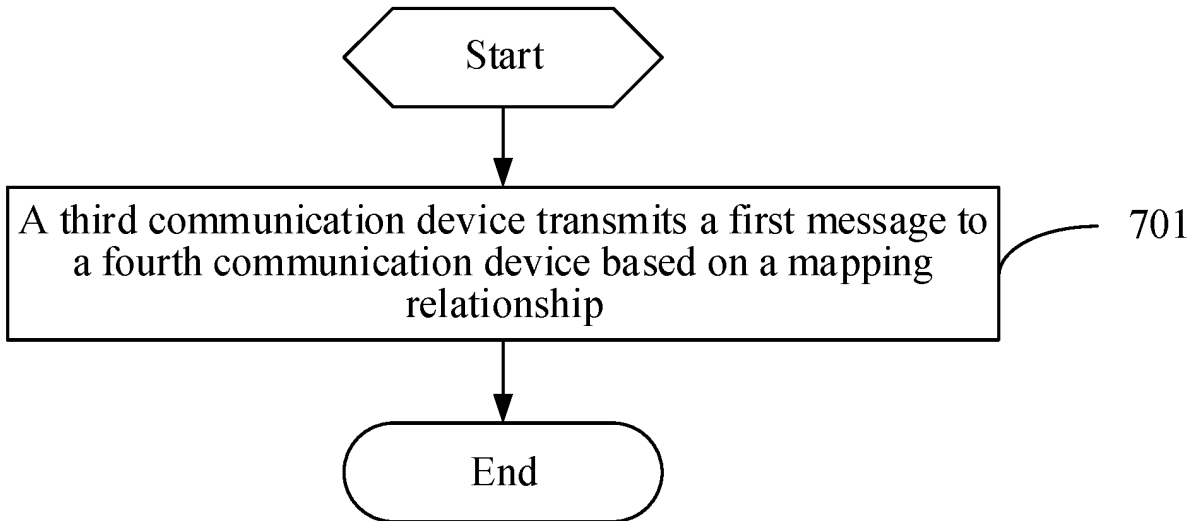 Start
A third communication device transmits a first message to
a fourth communication device based on a mapping
relationship
701
End